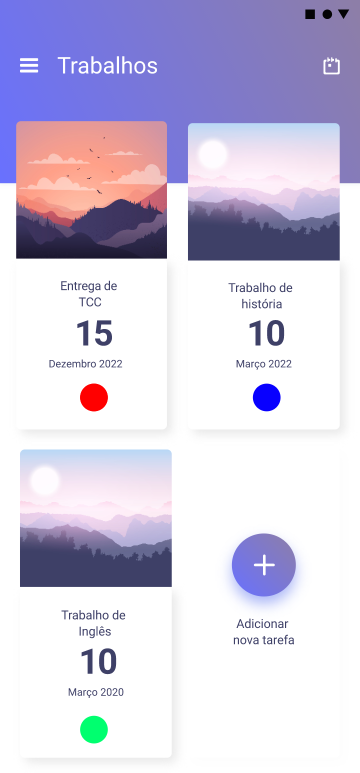 Trabalhos
Entrega de
TCC
15
Dezembro 2022
Trabalho de
história
10
Março 2022
Trabalho de
Inglês
10
Março 2020
Adicionar
nova tarefa